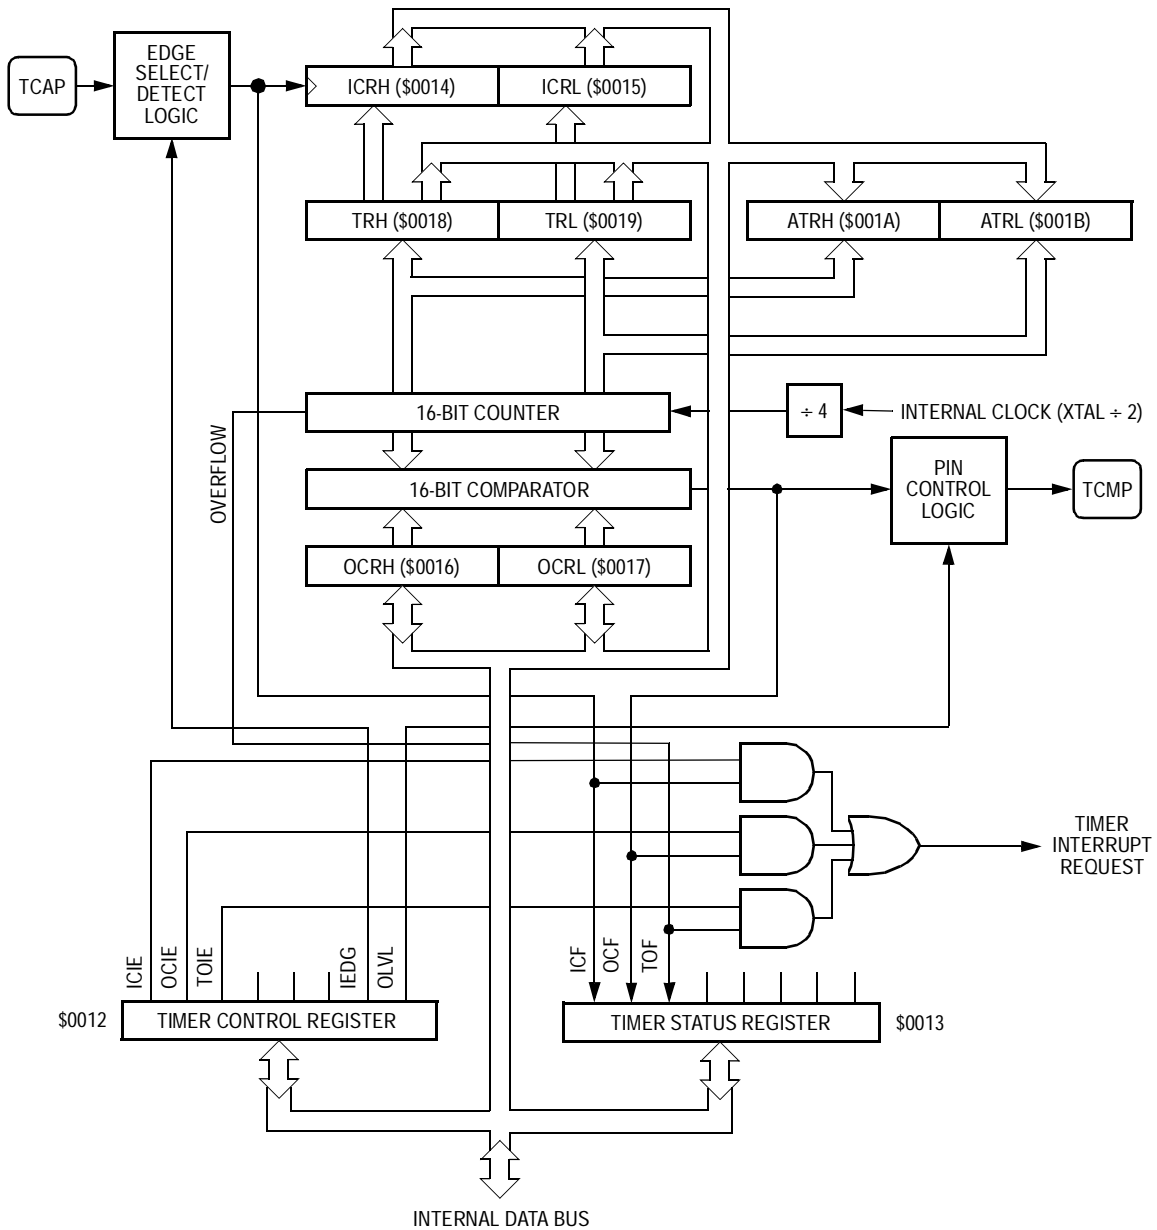 EDGE
SELECT/
DETECT
LOGIC
TCAP
ICRH ($0014)
ICRL ($0015)
TRH ($0018)
TRL ($0019)
ATRH ($001A)
ATRL ($001B)
16-BIT COUNTER
÷ 4
INTERNAL CLOCK (XTAL ÷ 2)
OVERFLOW
16-BIT COMPARATOR
PIN
CONTROL
LOGIC
TCMP
OCRH ($0016)
OCRL ($0017)
TIMER
INTERRUPT
REQUEST
ICIE
OCIE
TOIE
IEDG
OLVL
ICF
OCF
TOF
$0012
TIMER CONTROL REGISTER
TIMER STATUS REGISTER
$0013
INTERNAL DATA BUS